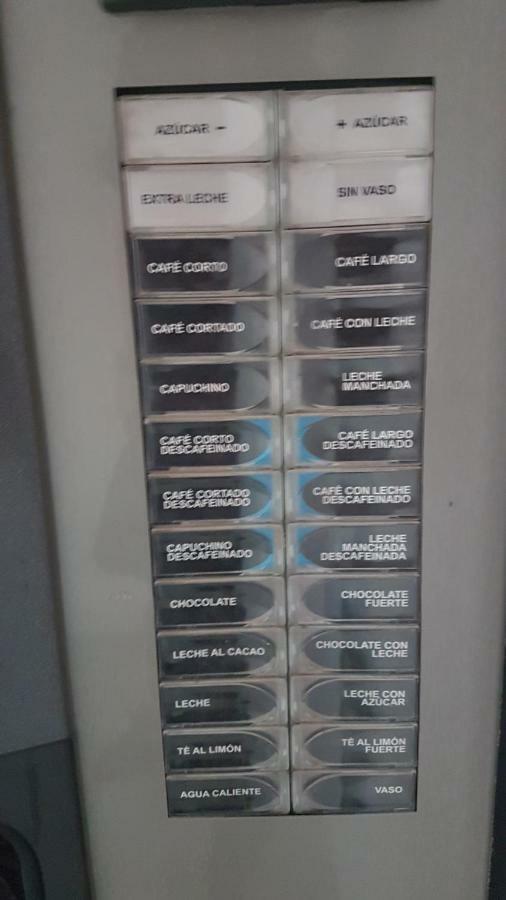 AZÚCAR −
+ AZÚCAR
EXTRA LECHE
SIN VASO
CAFÉ CORTO
CAFÉ LARGO
CAFÉ CORTADO
CAFÉ CON LECHE
CAPUCHINO
LECHE
MANCHADA
CAFÉ CORTO
DESCAFEINADO
CAFÉ LARGO
DESCAFEINADO
CAFÉ CORTADO
DESCAFEINADO
CAFÉ CON LECHE
DESCAFEINADO
CAPUCHINO
DESCAFEINADO
LECHE
MANCHADA
DESCAFEINADA
CHOCOLATE
CHOCOLATE
FUERTE
LECHE AL CACAO
CHOCOLATE CON
LECHE
LECHE
LECHE CON
AZÚCAR
TÉ AL LIMÓN
TÉ AL LIMÓN
FUERTE
AGUA CALIENTE
VASO